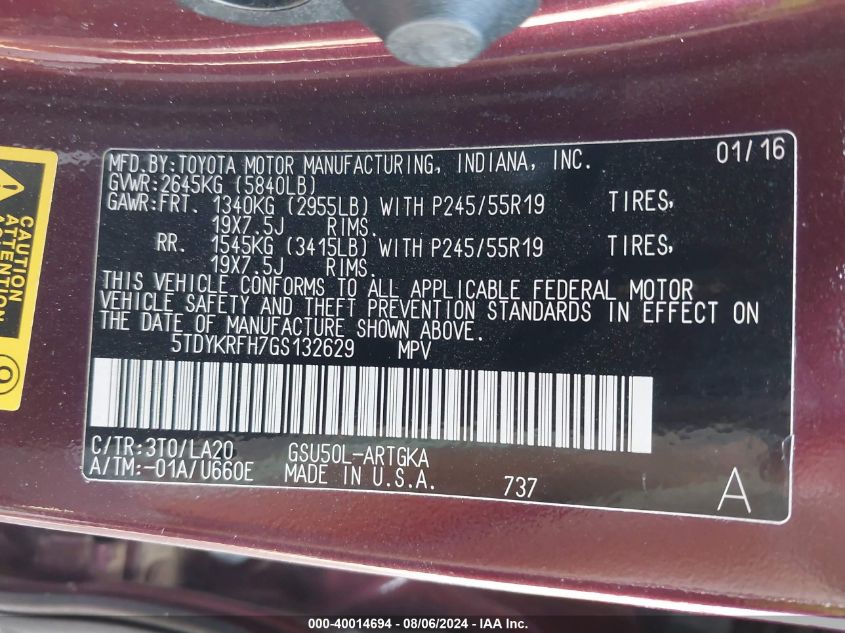 MFD.BY:TOYOTA MOTOR MANUFACTURING, INDIANA, INC. 01/16
GVWR:2645KG (5840LB)
GAWR:FRT. 1340KG (2955LB) WITH P245/55R19 TIRES,
19X7.5J RIMS.
RR. 1545KG (3415LB) WITH P245/55R19 TIRES,
19X7.5J RIMS.
THIS VEHICLE CONFORMS TO ALL APPLICABLE FEDERAL MOTOR
VEHICLE SAFETY AND THEFT PREVENTION STANDARDS IN EFFECT ON
THE DATE OF MANUFACTURE SHOWN ABOVE.
5TDYKRFH7GS132629 MPV
C/TR:3T0/LA20 GSU50L-ARTGKA
A/TM:-01A/U660E MADE IN U.S.A. 737 A
CAUTION
ATTENTION
000-40014694 - 08/06/2024 - IAA Inc.